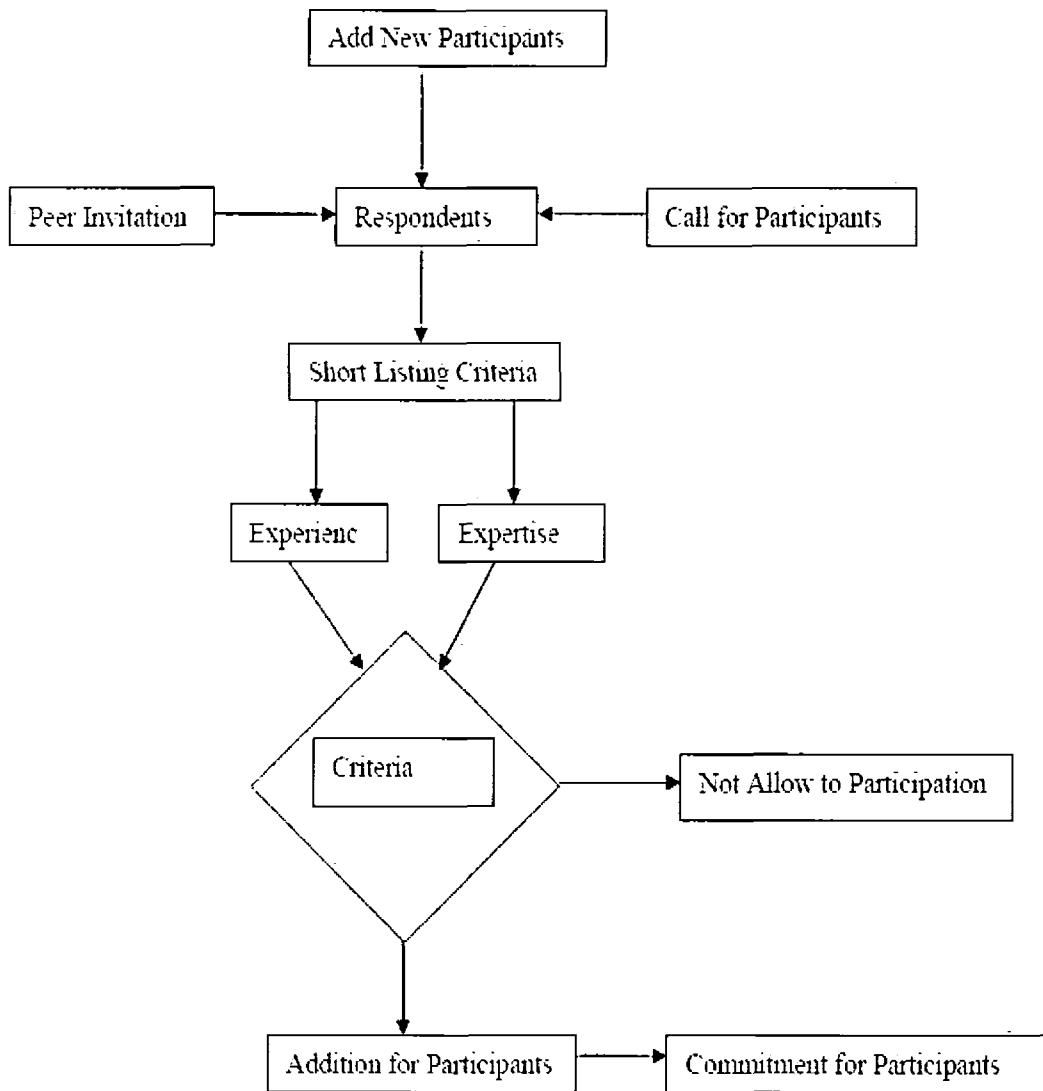 Add New Participants
Peer Invitation
Respondents
Call for Participants
Short Listing Criteria
Experienc
Expertise
Criteria
Not Allow to Participation
Addition for Participants
Commitment for Participants